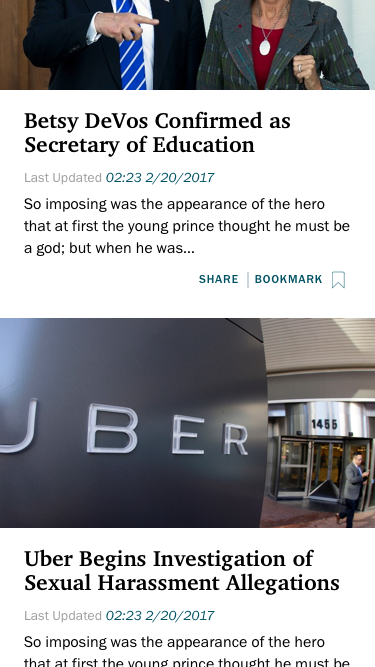 Betsy DeVos Confirmed as
Secretary of Education
Last Updated 02:23 2/20/2017
So imposing was the appearance of the hero
that at first the young prince thought he must be
a god; but when he was...
SHARE | BOOKMARK
UBER
1455
Uber Begins Investigation of
Sexual Harassment Allegations
Last Updated 02:23 2/20/2017
So imposing was the appearance of the hero
that at first the young prince thought he must be